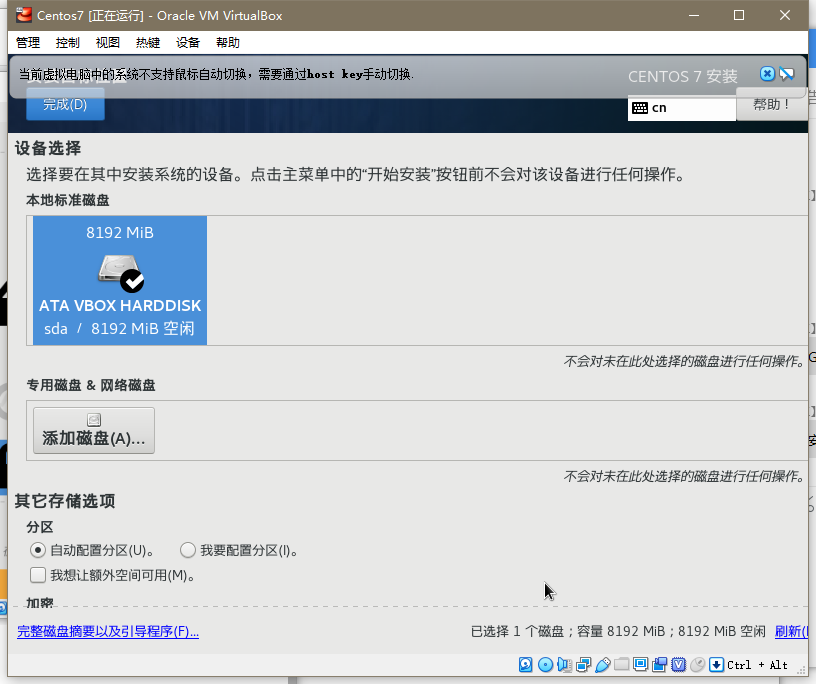 Centos7 [正在运行] - Oracle VM VirtualBox
管理 控制 视图 热键 设备 帮助
当前虚拟电脑中的系统不支持鼠标自动切换，需要通过host key手动切换.
CENTOS 7 安装
完成(D)
cn
帮助！
设备选择
选择要在其中安装系统的设备。点击主菜单中的“开始安装”按钮前不会对该设备进行任何操作。
本地标准磁盘
8192 MiB
ATA VBOX HARDDISK
sda / 8192 MiB 空闲
不会对未在此处选择的磁盘进行任何操作。
专用磁盘 & 网络磁盘
添加磁盘(A)...
不会对未在此处选择的磁盘进行任何操作。
其它存储选项
分区
自动配置分区(U)。 我要配置分区(I)。
我想让额外空间可用(M)。
加密
完整磁盘摘要以及引导程序(F)...
已选择 1 个磁盘；容量 8192 MiB；8192 MiB 空闲 刷新(
Ctrl + Alt